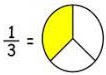 1/3 =